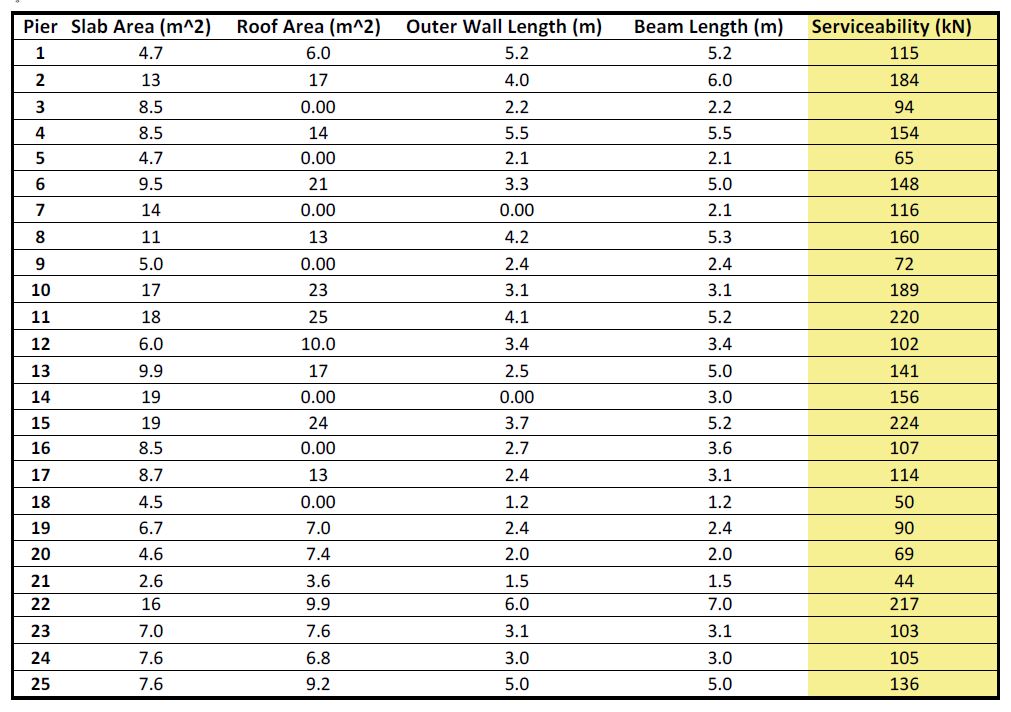 Pier Slab Area (m^2) Roof Area (m^2) Outer Wall Length (m) Beam Length (m) Serviceability (kN)
1 4.7 6.0 5.2 5.2 115
2 13 17 4.0 6.0 184
3 8.5 0.00 2.2 2.2 94
4 8.5 14 5.5 5.5 154
5 4.7 0.00 2.1 2.1 65
6 9.5 21 3.3 5.0 148
7 14 0.00 0.00 2.1 116
8 11 13 4.2 5.3 160
9 5.0 0.00 2.4 2.4 72
10 17 23 3.1 3.1 189
11 18 25 4.1 5.2 220
12 6.0 10.0 3.4 3.4 102
13 9.9 17 2.5 5.0 141
14 19 0.00 0.00 3.0 156
15 19 24 3.7 5.2 224
16 8.5 0.00 2.7 3.6 107
17 8.7 13 2.4 3.1 114
18 4.5 0.00 1.2 1.2 50
19 6.7 7.0 2.4 2.4 90
20 4.6 7.4 2.0 2.0 69
21 2.6 3.6 1.5 1.5 44
22 16 9.9 6.0 7.0 217
23 7.0 7.6 3.1 3.1 103
24 7.6 6.8 3.0 3.0 105
25 7.6 9.2 5.0 5.0 136